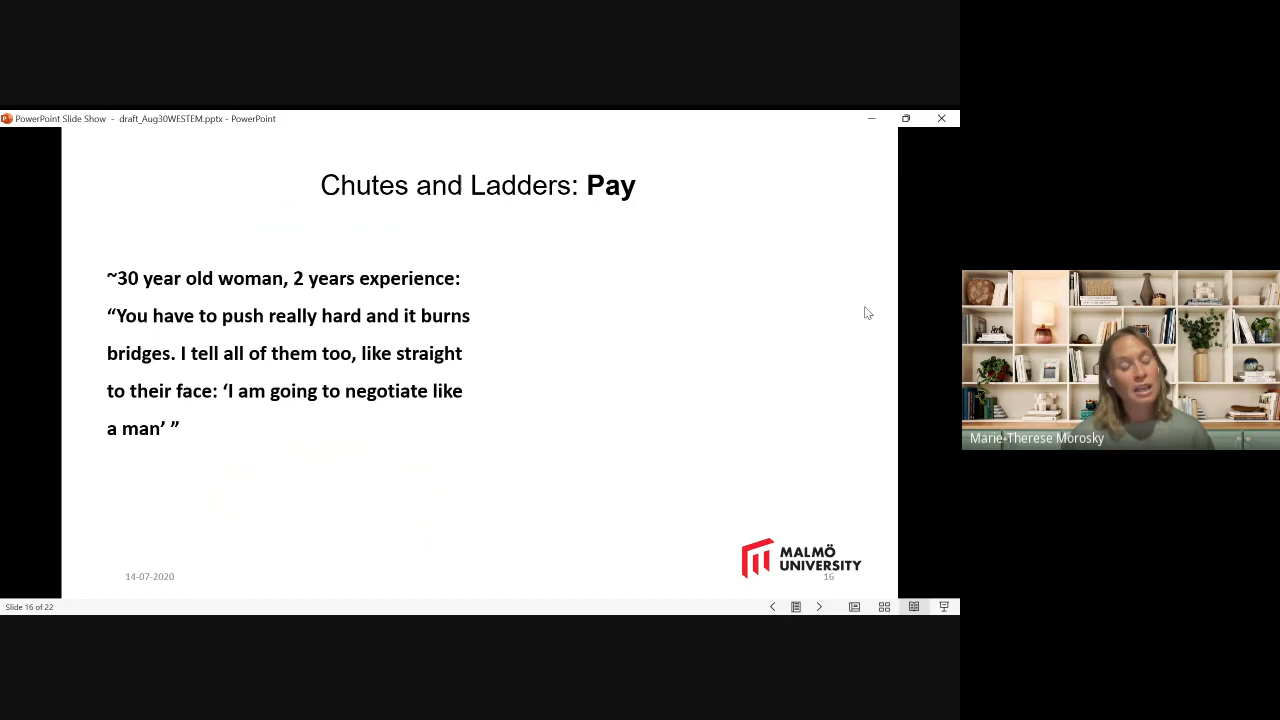 PowerPoint Slide Show - draft_Aug30WESTEM.pptx - PowerPoint
Chutes and Ladders: Pay
~30 year old woman, 2 years experience:
“You have to push really hard and it burns
bridges. I tell all of them too, like straight
to their face: ‘I am going to negotiate like
a man’ ”
MALMÖ
UNIVERSITY
14-07-2020
16
Slide 16 of 22
Marie-Therese Morosky